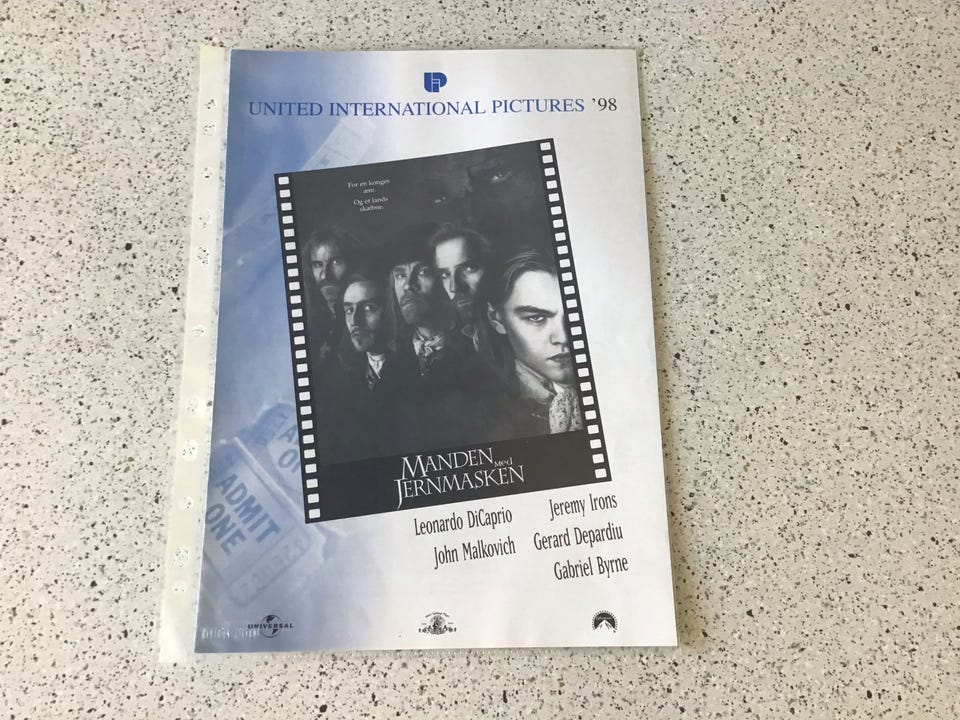 UNITED INTERNATIONAL PICTURES '98
For en konges
ære.
Og et lands
skæbne.
MANDEN med
JERNMASKEN
Leonardo DiCaprio
Jeremy Irons
John Malkovich
Gerard Depardiu
Gabriel Byrne
ADMIT
ONE
UNIVERSAL